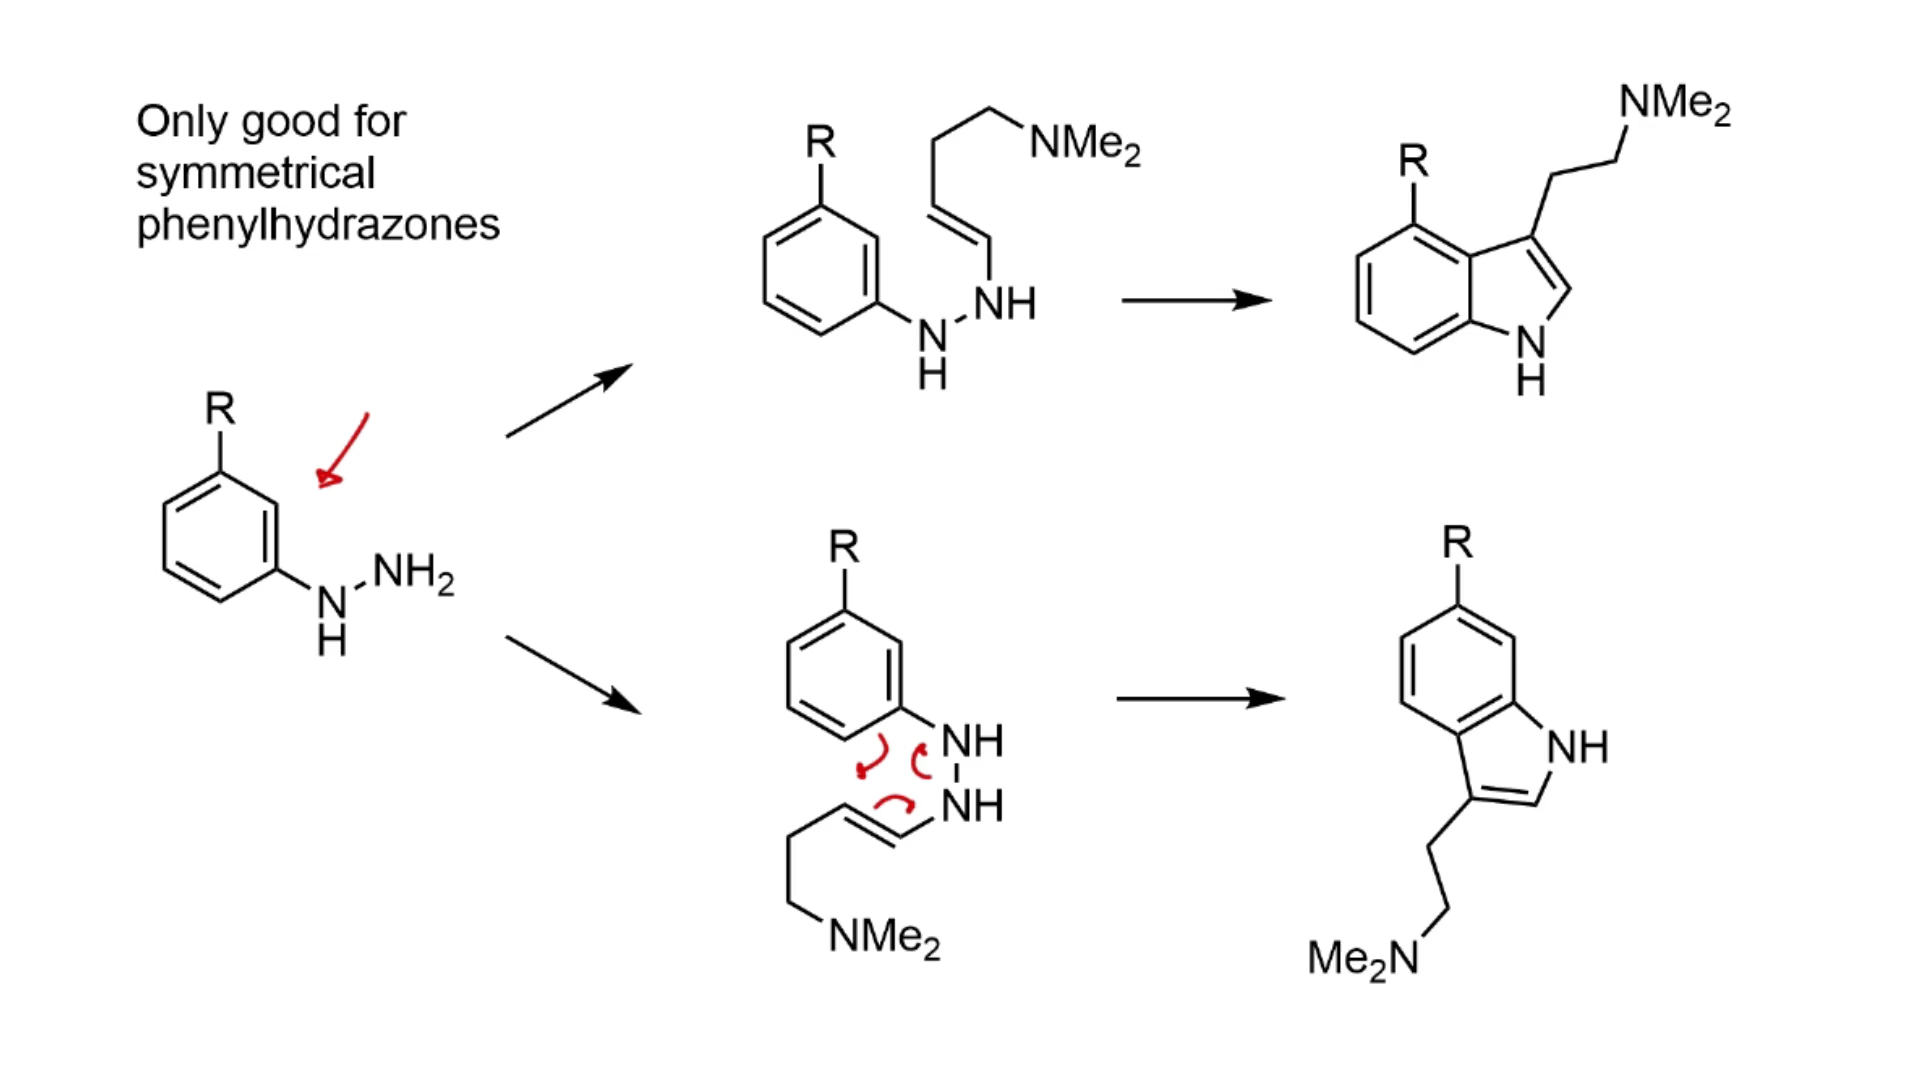 Only good for
symmetrical
phenylhydrazones
R
NMe2
NH
N
H
R
NMe2
N
H
R
NH2
N
H
R
NH
NH
NMe2
R
NH
Me2N